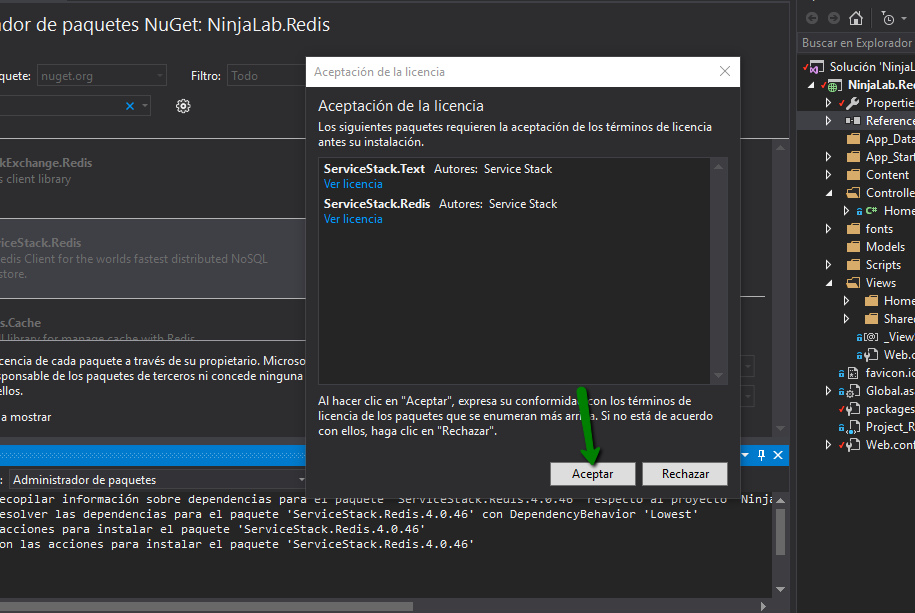 dor de paquetes NuGet: NinjaLab.Redis
quete:
nuget.org
Filtro:
Todo
kExchange.Redis
s client library
iceStack.Redis
edis Client for the worlds fastest distributed NoSQL
store.
s.Cache
ll library for manage cache with Redis
cencia de cada paquete a través de su propietario. Microso
sponsable de los paquetes de terceros ni concede ninguna
llos.
a mostrar
Aceptación de la licencia
Aceptación de la licencia
Los siguientes paquetes requieren la aceptación de los términos de licencia
antes su instalación.
ServiceStack.Text Autores: Service Stack
Ver licencia
ServiceStack.Redis Autores: Service Stack
Ver licencia
Al hacer clic en "Aceptar", expresa su conformidad con los términos de
licencia de los paquetes que se enumeran más arriba. Si no está de acuerdo
con ellos, haga clic en "Rechazar".
Aceptar
Rechazar
: Administrador de paquetes
ecopilar información sobre dependencias para el paquete 'ServiceStack.Redis.4.0.46' respecto al proyecto 'Ninja
esolver las dependencias para el paquete 'ServiceStack.Redis.4.0.46' con DependencyBehavior 'Lowest'
acciones para instalar el paquete 'ServiceStack.Redis.4.0.46'
on las acciones para instalar el paquete 'ServiceStack.Redis.4.0.46'
Buscar en Explorador
Solución 'NinjaL
NinjaLab.Re
Propertie
Reference
App_Data
App_Start
Content
Controlle
C# Home
fonts
Models
Scripts
Views
Home
Share
_View
Web.c
favicon.ic
Global.as
packages
Project_R
Web.conf